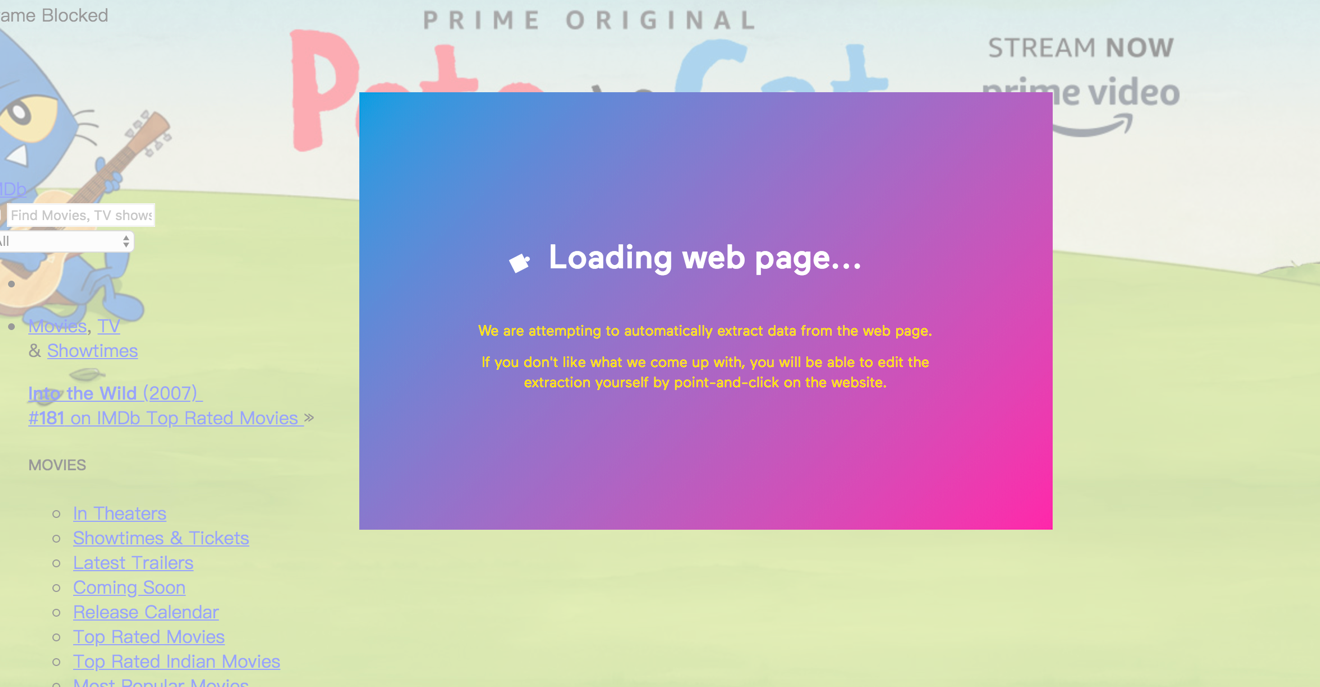 ame Blocked
PRIME ORIGINAL
STREAM NOW
prime video
MDb
Find Movies, TV shows
All
Loading web page...
We are attempting to automatically extract data from the web page.
If you don't like what we come up with, you will be able to edit the
extraction yourself by point-and-click on the website.
Movies, TV
& Showtimes
Into the Wild (2007)
#181 on IMDb Top Rated Movies »
MOVIES
In Theaters
Showtimes & Tickets
Latest Trailers
Coming Soon
Release Calendar
Top Rated Movies
Top Rated Indian Movies
Most Popular Movies